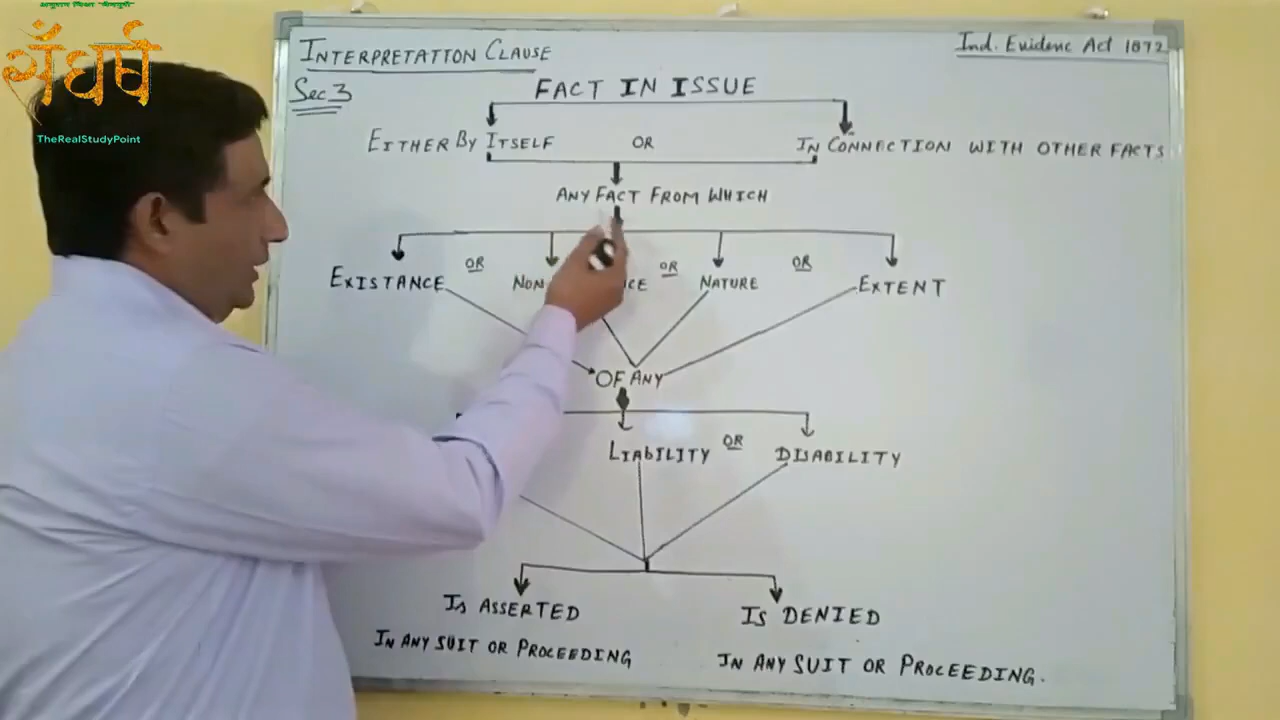 संघर्ष
TheRealStudyPoint
INTERPRETATION CLAUSE
Ind. Evidenc Act 1872
Sec 3
FACT IN ISSUE
EITHER BY ITSELF OR IN CONNECTION WITH OTHER FACTS
ANY FACT FROM WHICH
EXISTANCE OR NON OR NATURE OR EXTENT
OF ANY
LIABILITY OR DISABILITY
IS ASSERTED IS DENIED
IN ANY SUIT OR PROCEEDING IN ANY SUIT OR PROCEEDING.